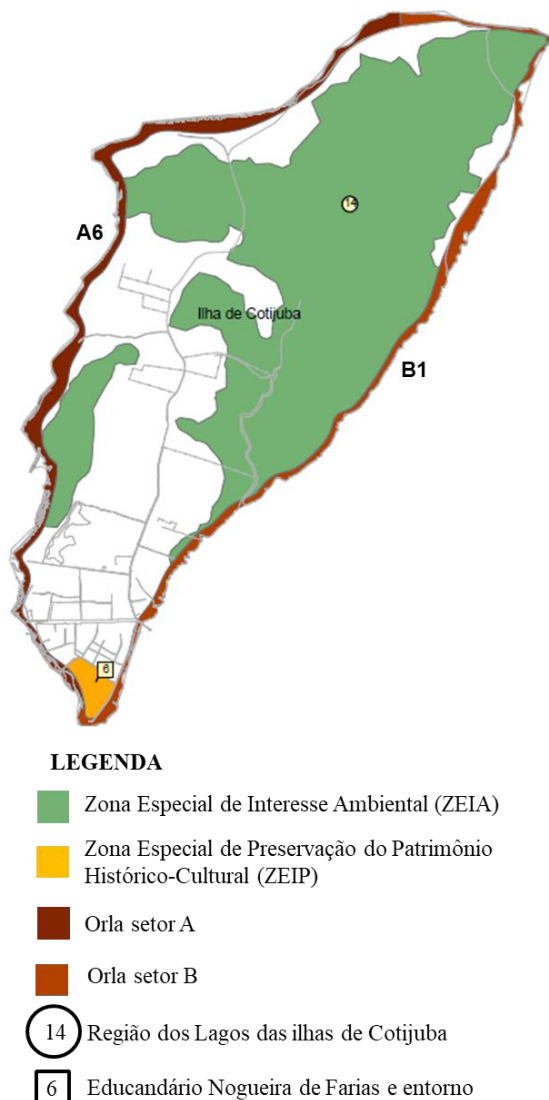 14
A6
Ilha de Cotijuba
B1
6
LEGENDA
Zona Especial de Interesse Ambiental (ZEIA)
Zona Especial de Preservação do Patrimônio
Histórico-Cultural (ZEIP)
Orla setor A
Orla setor B
14 Região dos Lagos das ilhas de Cotijuba
6 Educandário Nogueira de Farias e entorno